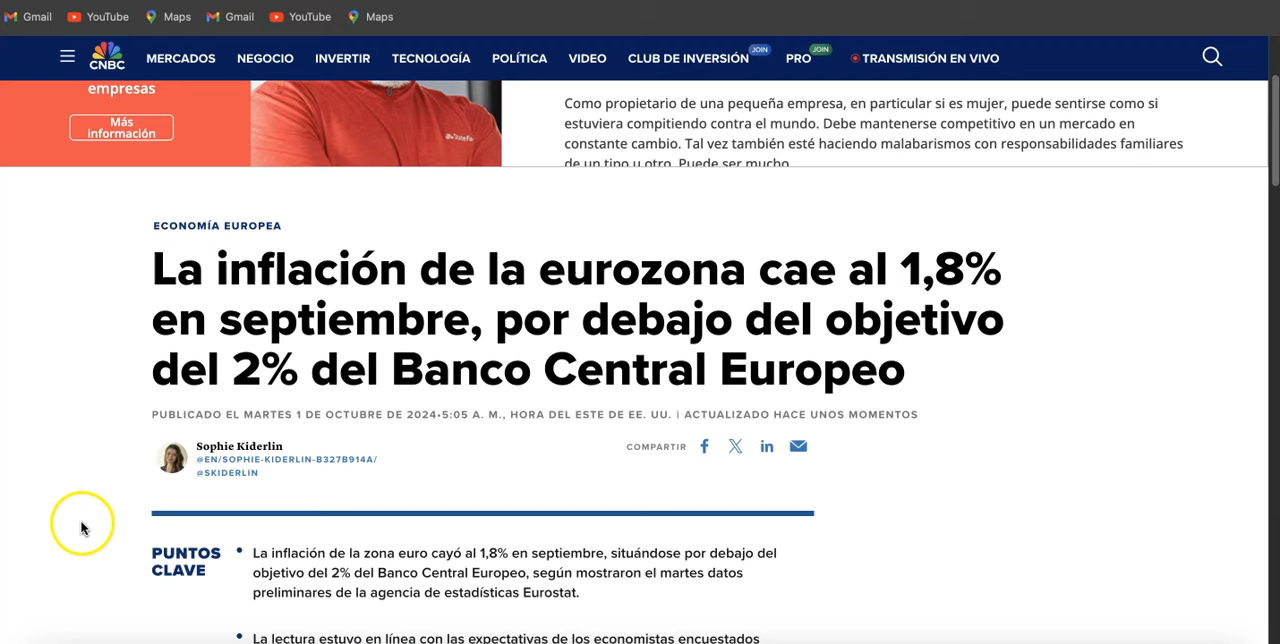 Gmail YouTube Maps Gmail YouTube Maps
CNBC MERCADOS NEGOCIO INVERTIR TECNOLOGÍA POLÍTICA VIDEO CLUB DE INVERSIÓN JOIN PRO JOIN TRANSMISIÓN EN VIVO
empresas
Más
información
StateFar
Como propietario de una pequeña empresa, en particular si es mujer, puede sentirse como si
estuviera compitiendo contra el mundo. Debe mantenerse competitivo en un mercado en
constante cambio. Tal vez también esté haciendo malabarismos con responsabilidades familiares
de un tipo u otro. Puede ser mucho
ECONOMÍA EUROPEA
La inflación de la eurozona cae al 1,8%
en septiembre, por debajo del objetivo
del 2% del Banco Central Europeo
PUBLICADO EL MARTES 1 DE OCTUBRE DE 2024•5:05 A. M., HORA DEL ESTE DE EE. UU. | ACTUALIZADO HACE UNOS MOMENTOS
Sophie Kiderlin
@EN/SOPHIE-KIDERLIN-B327B914A/
@SKIDERLIN
COMPARTIR
PUNTOS
CLAVE
• La inflación de la zona euro cayó al 1,8% en septiembre, situándose por debajo del
objetivo del 2% del Banco Central Europeo, según mostraron el martes datos
preliminares de la agencia de estadísticas Eurostat.
• La lectura estuvo en línea con las expectativas de los economistas encuestados